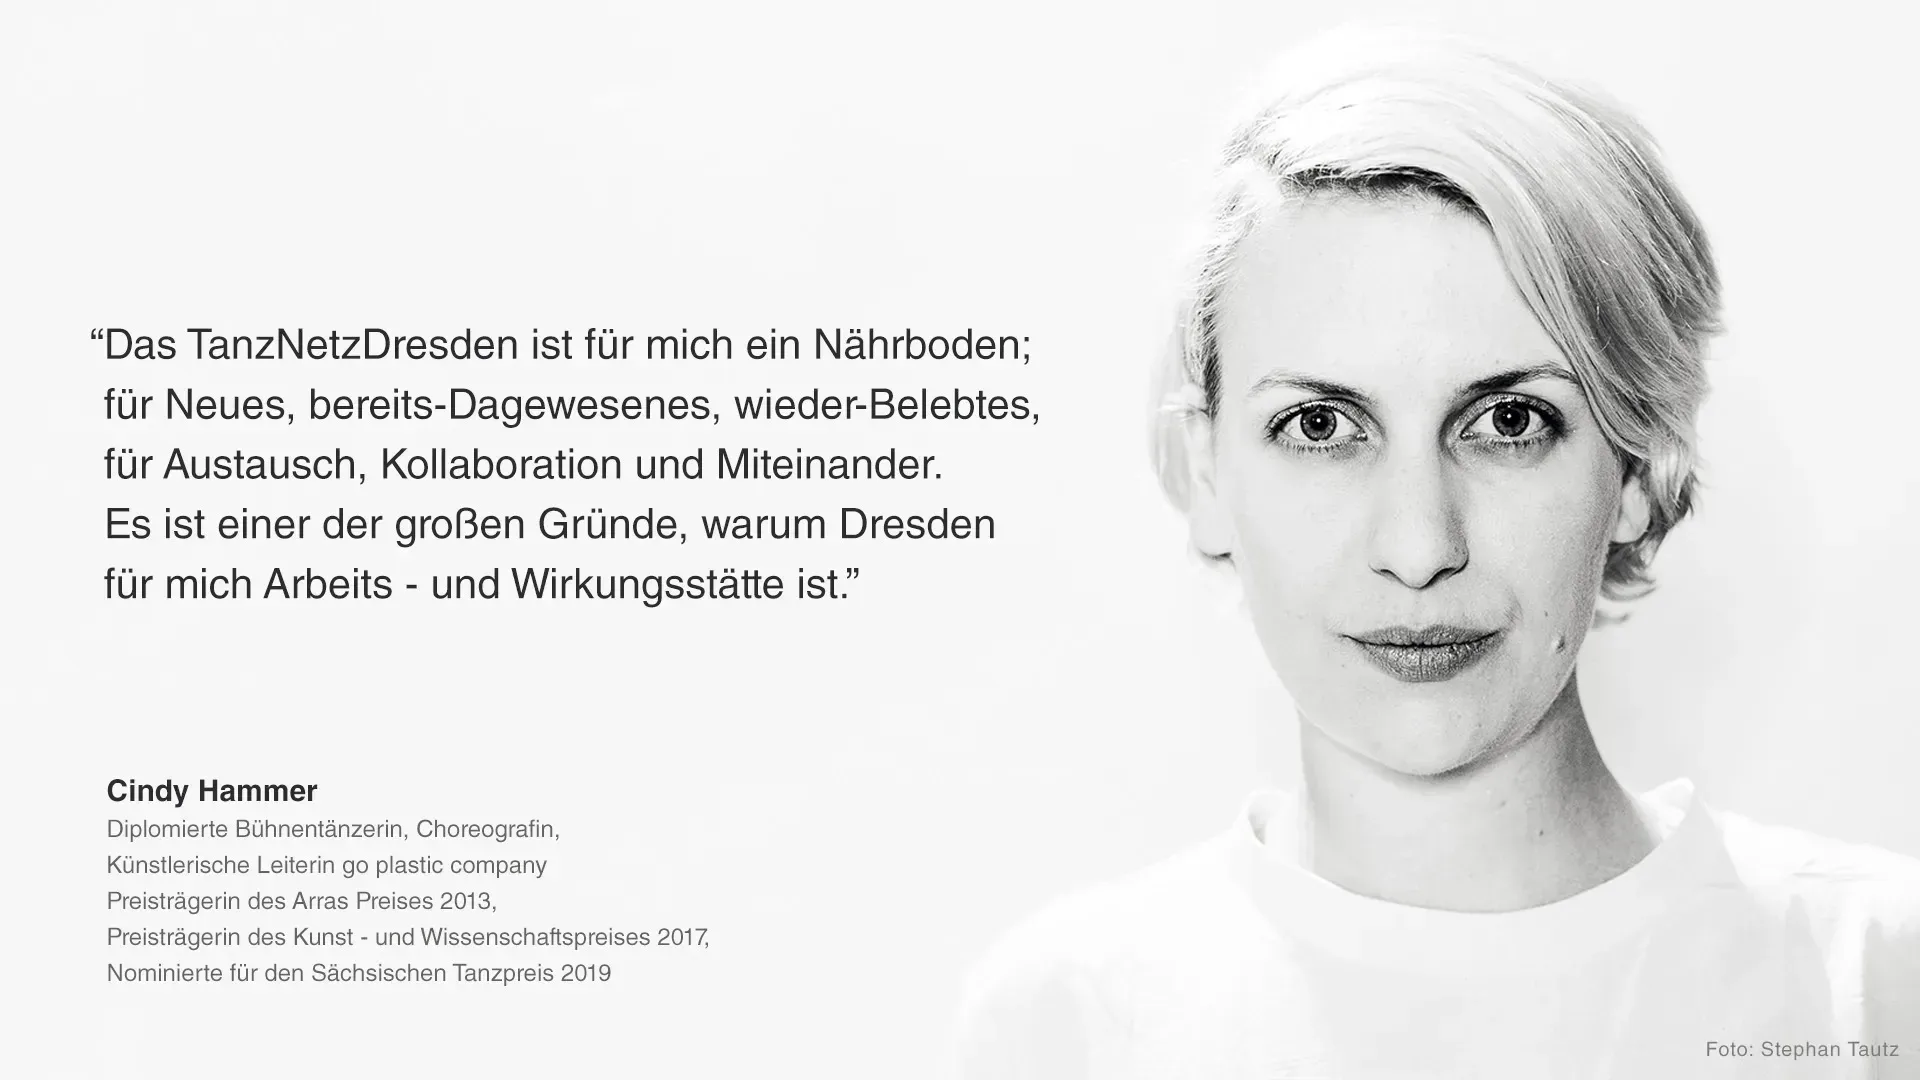 “Das TanzNetzDresden ist für mich ein Nährboden;
für Neues, bereits-Dagewesenes, wieder-Belebtes,
für Austausch, Kollaboration und Miteinander.
Es ist einer der großen Gründe, warum Dresden
für mich Arbeits - und Wirkungsstätte ist.”
Cindy Hammer
Diplomierte Bühnentänzerin, Choreografin,
Künstlerische Leiterin go plastic company
Preisträgerin des Arras Preises 2013,
Preisträgerin des Kunst - und Wissenschaftspreises 2017,
Nominierte für den Sächsischen Tanzpreis 2019
Foto: Stephan Tautz